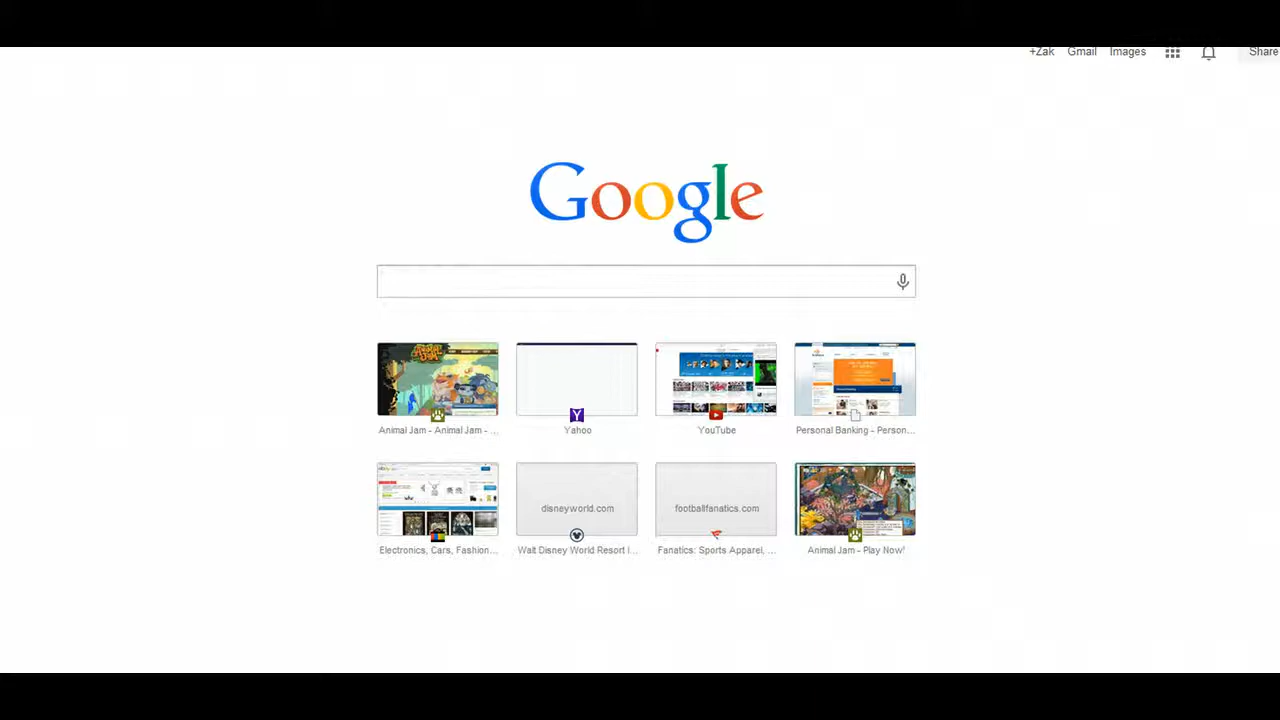 +Zak Gmail Images Share
Google
Animal Jam - Animal Jam - ...
Yahoo
YouTube
Personal Banking - Person...
disneyworld.com
footballfanatics.com
Electronics, Cars, Fashion...
Walt Disney World Resort I...
Fanatics: Sports Apparel, ...
Animal Jam - Play Now!